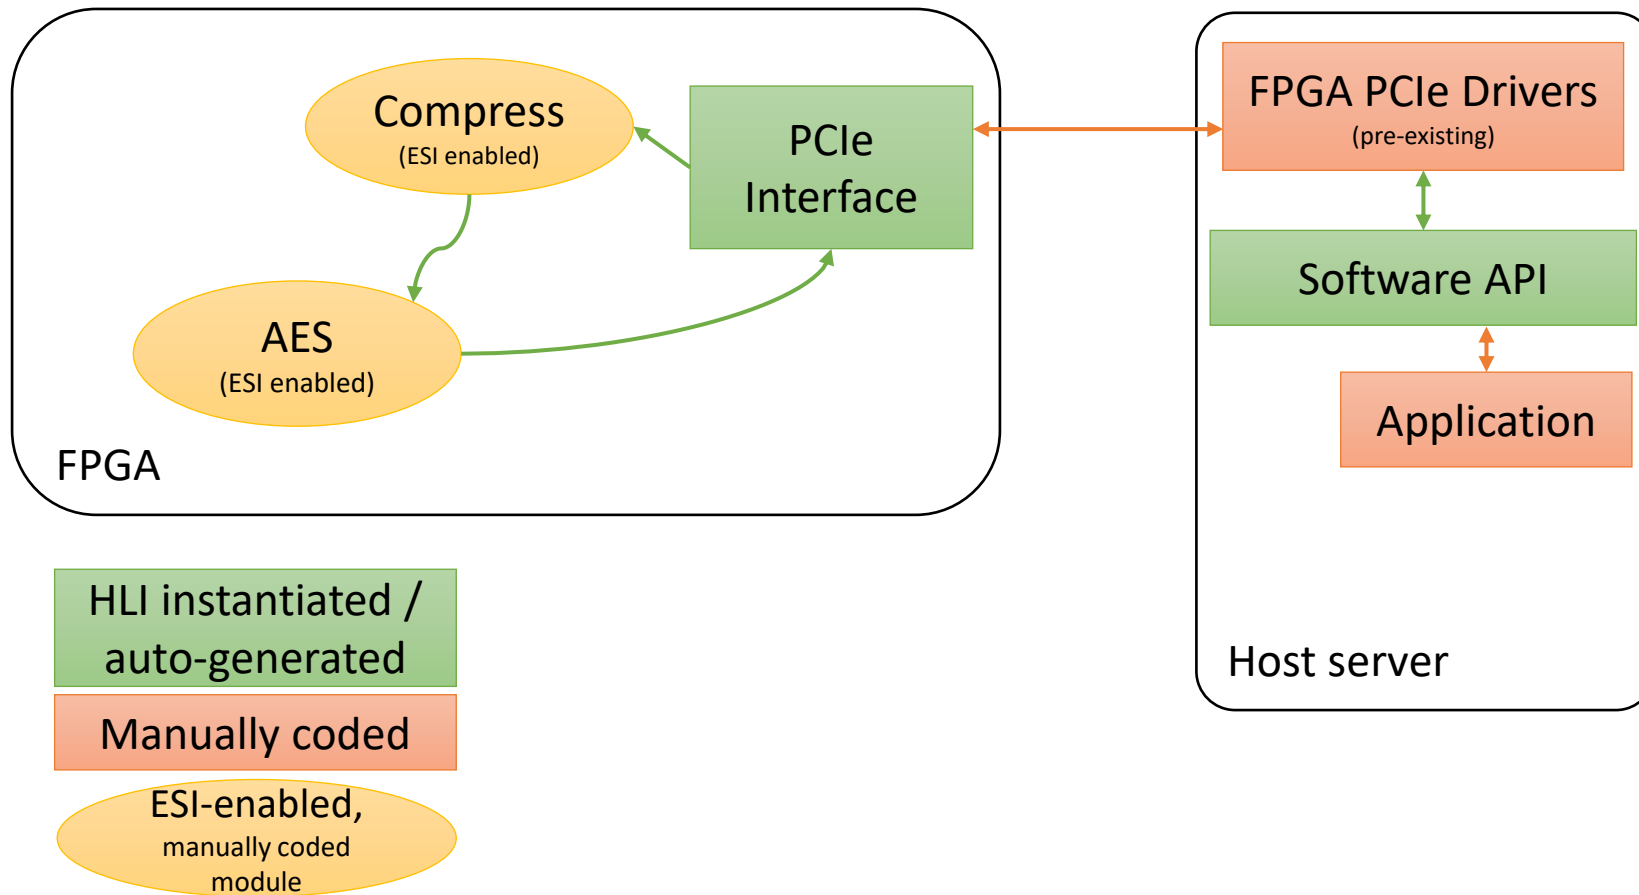 Compress
(ESI enabled)
PCIe
Interface
AES
(ESI enabled)
FPGA
FPGA PCIe Drivers
(pre-existing)
Software API
Application
Host server
HLI instantiated /
auto-generated
Manually coded
ESI-enabled,
manually coded
module